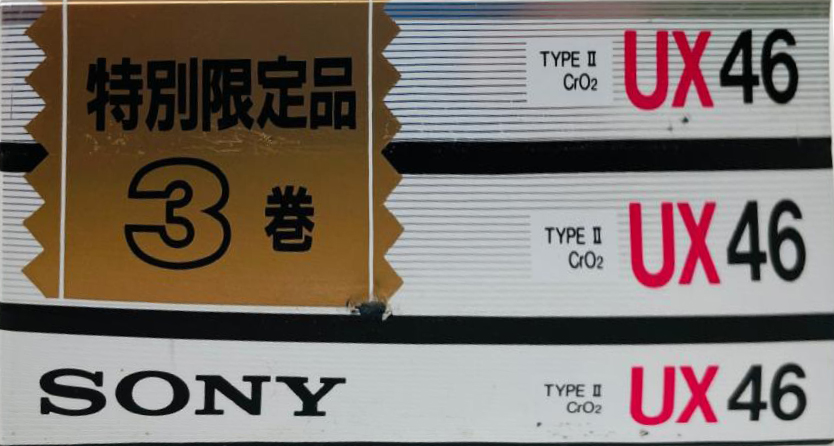 特別限定品
3巻
TYPE II
CrO₂
UX46
TYPE II
CrO₂
UX46
SONY
TYPE II
CrO₂
UX46